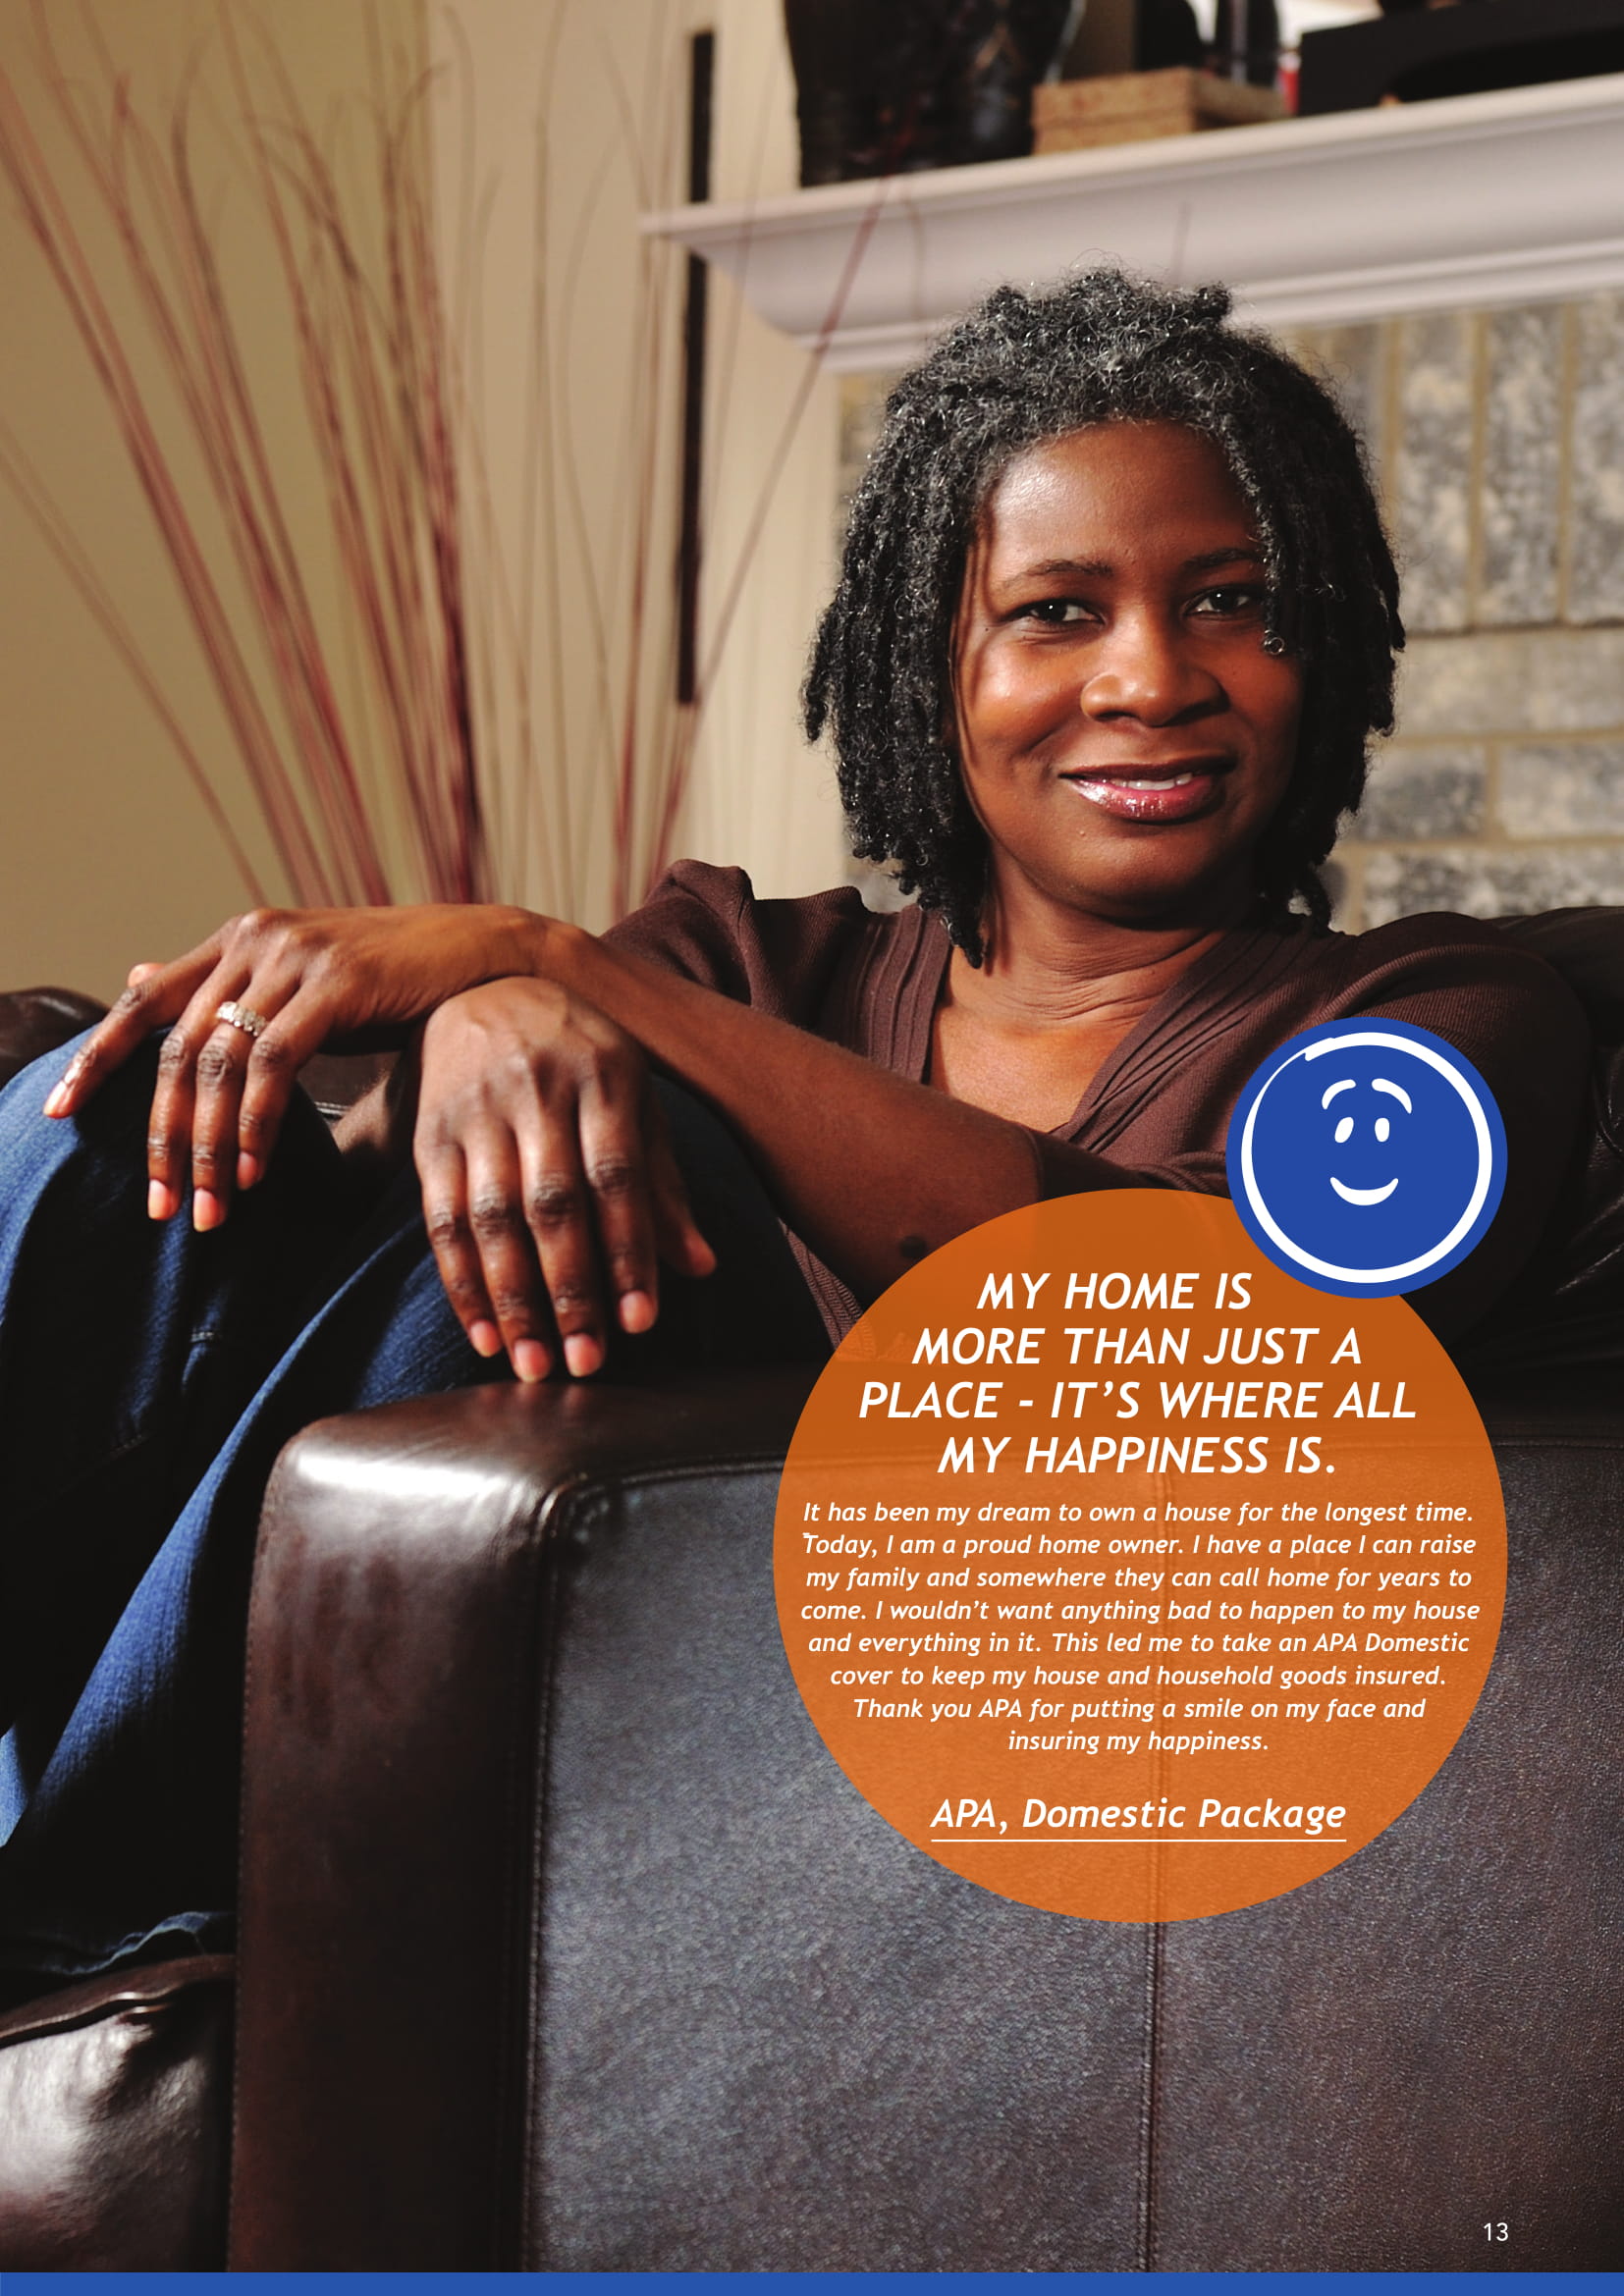 MY HOME IS
MORE THAN JUST A
PLACE - IT’S WHERE ALL
MY HAPPINESS IS.
It has been my dream to own a house for the longest time.
Today, I am a proud home owner. I have a place I can raise
my family and somewhere they can call home for years to
come. I wouldn’t want anything bad to happen to my house
and everything in it. This led me to take an APA Domestic
cover to keep my house and household goods insured.
Thank you APA for putting a smile on my face and
insuring my happiness.
APA, Domestic Package
13